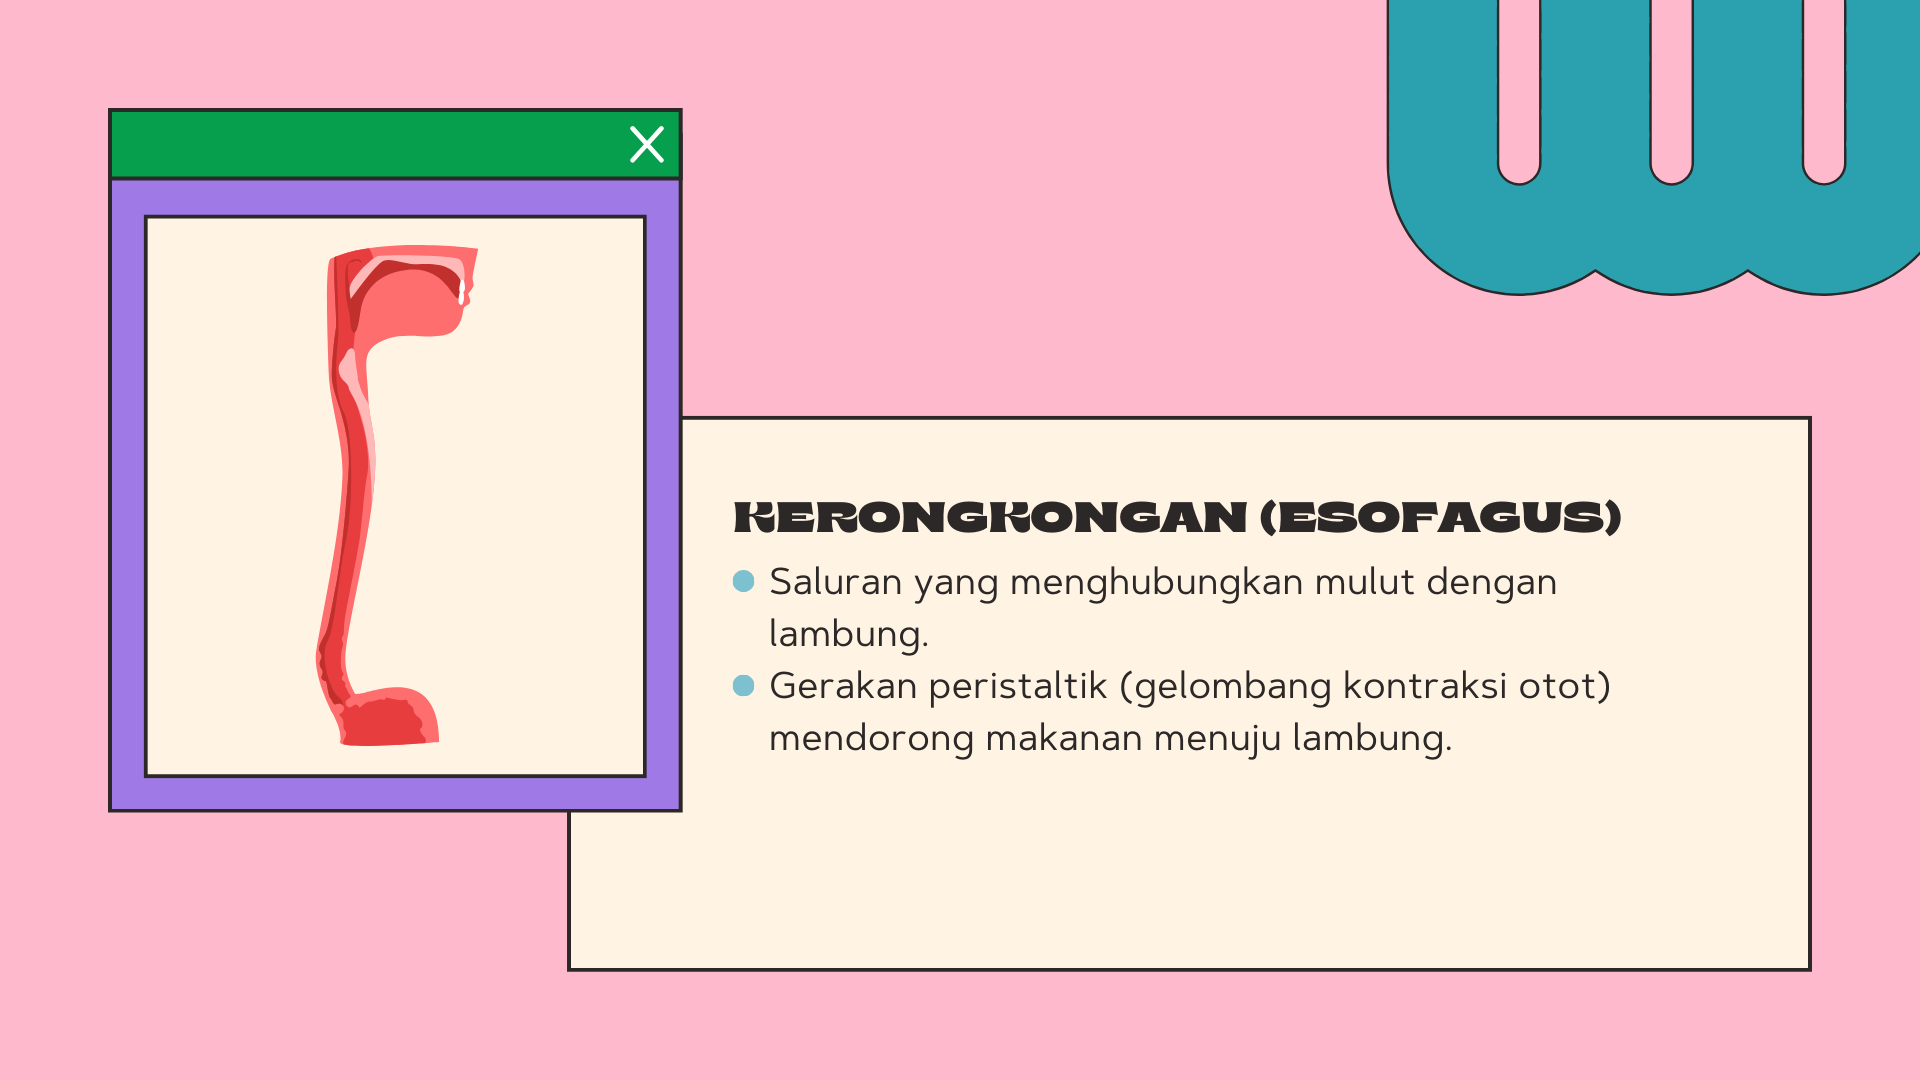 KERONGKONGAN (ESOFAGUS)
Saluran yang menghubungkan mulut dengan
lambung.
Gerakan peristaltik (gelombang kontraksi otot)
mendorong makanan menuju lambung.